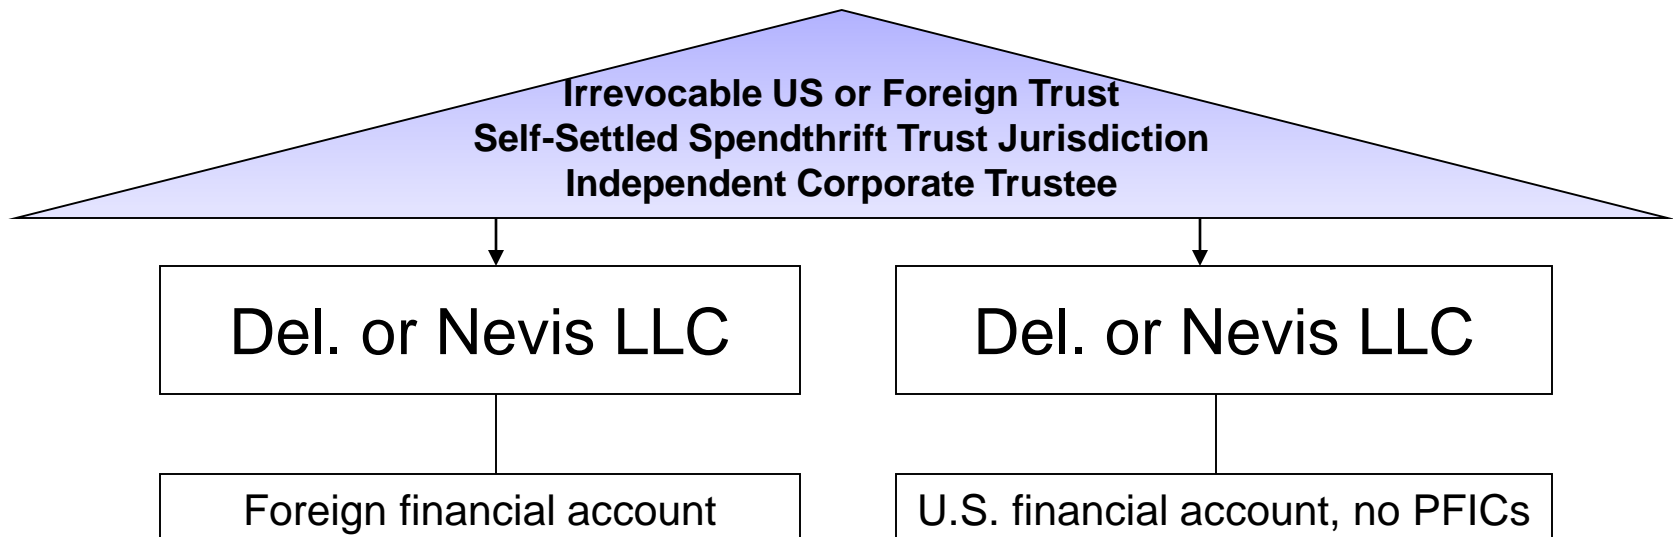 Irrevocable US or Foreign Trust
Self-Settled Spendthrift Trust Jurisdiction
Independent Corporate Trustee
Del. or Nevis LLC
Del. or Nevis LLC
Foreign financial account
U.S. financial account, no PFICs